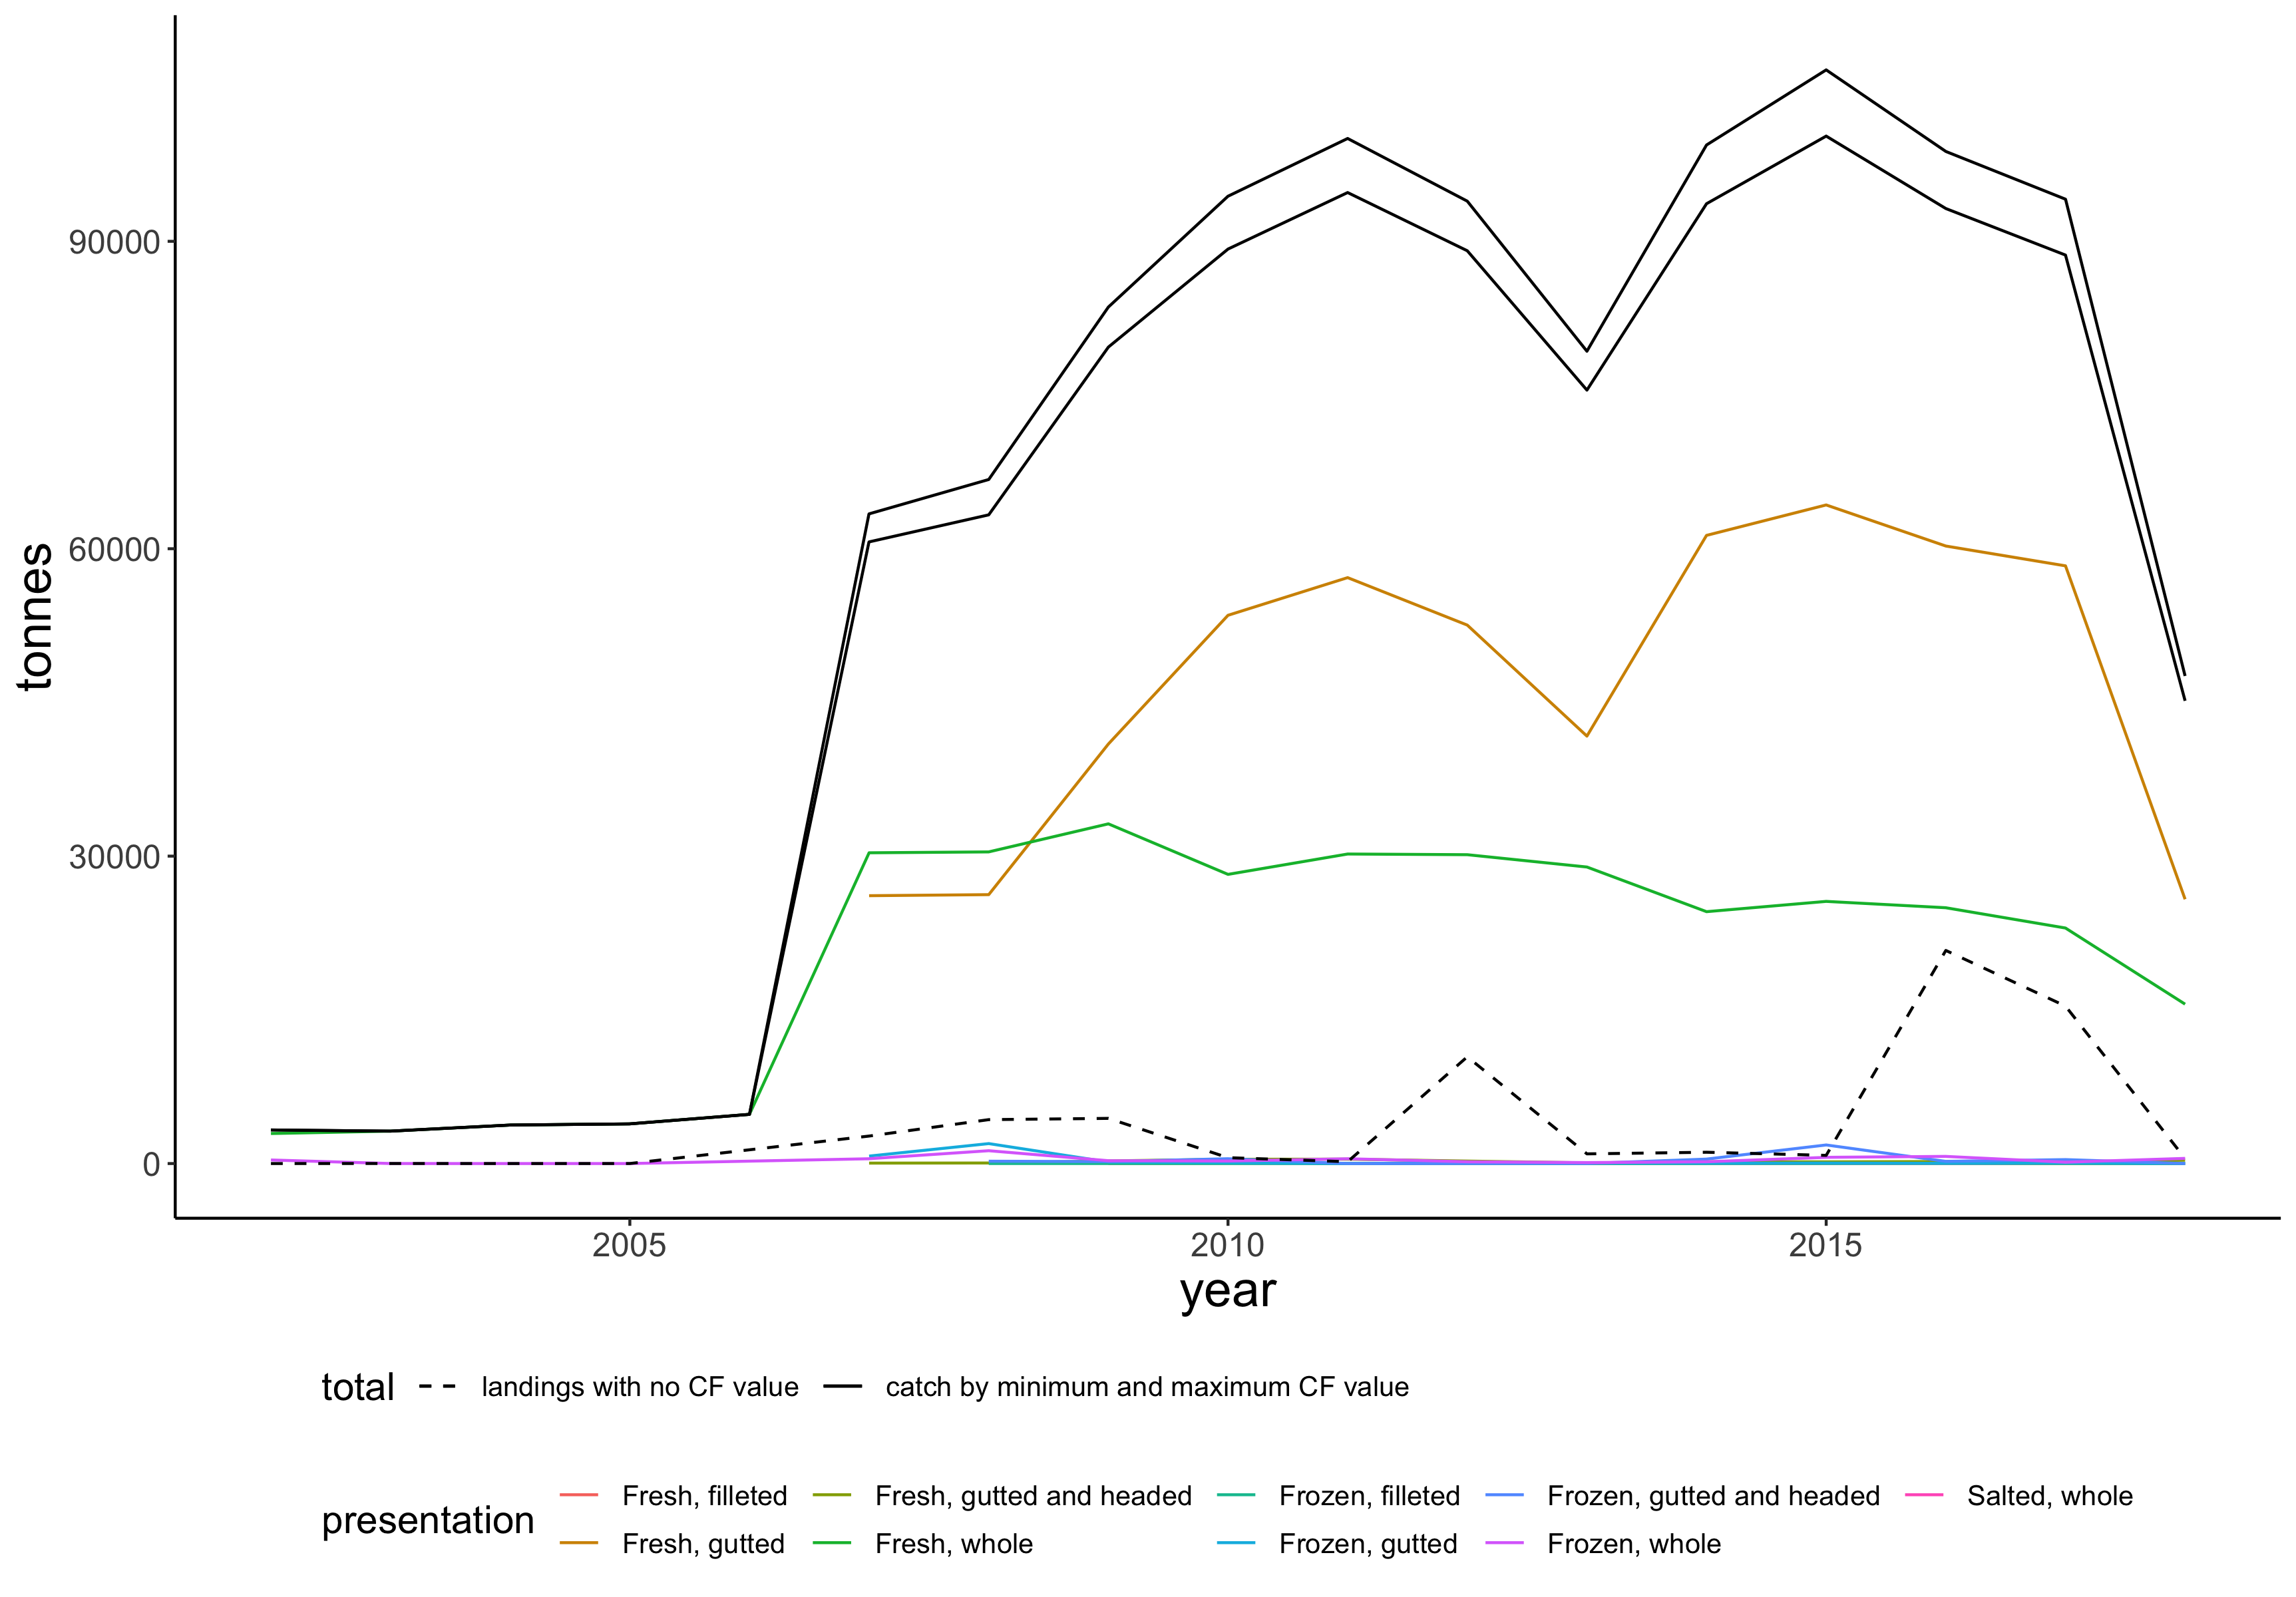 tonnes
90000
60000
30000
0
2005 2010 2015
year
total landings with no CF value catch by minimum and maximum CF value
presentation
Fresh, filleted Fresh, gutted and headed Frozen, filleted Frozen, gutted and headed Salted, whole
Fresh, gutted Fresh, whole Frozen, gutted Frozen, whole